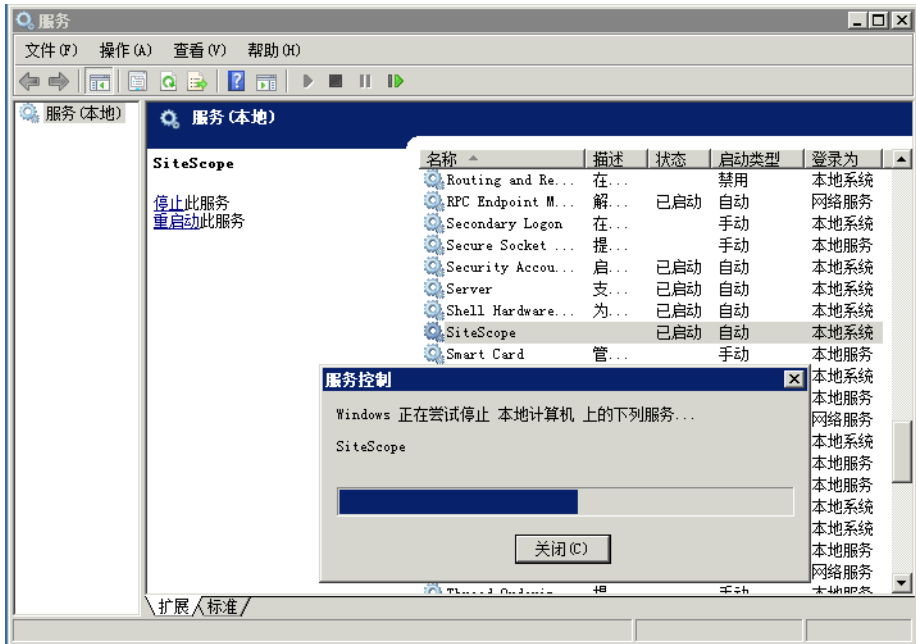 服务
文件(F) 操作(A) 查看(V) 帮助(H)
服务(本地)
服务(本地)
SiteScope
停止此服务
重启动此服务
名称 描述 状态 启动类型 登录为
Routing and Re... 在... 禁用 本地系统
RPC Endpoint M... 解... 已启动 自动 网络服务
Secondary Logon 在... 手动 本地系统
Secure Socket ... 提... 手动 本地服务
Security Accou... 启... 已启动 自动 本地系统
Server 支... 已启动 自动 本地系统
Shell Hardware... 为... 已启动 自动 本地系统
SiteScope 已启动 自动 本地系统
Smart Card 管... 手动 本地服务
本地系统
本地服务
网络服务
本地系统
本地服务
本地服务
本地系统
本地系统
本地服务
网络服务
服务控制
Windows 正在尝试停止 本地计算机 上的下列服务...
SiteScope
关闭(C)
扩展 标准